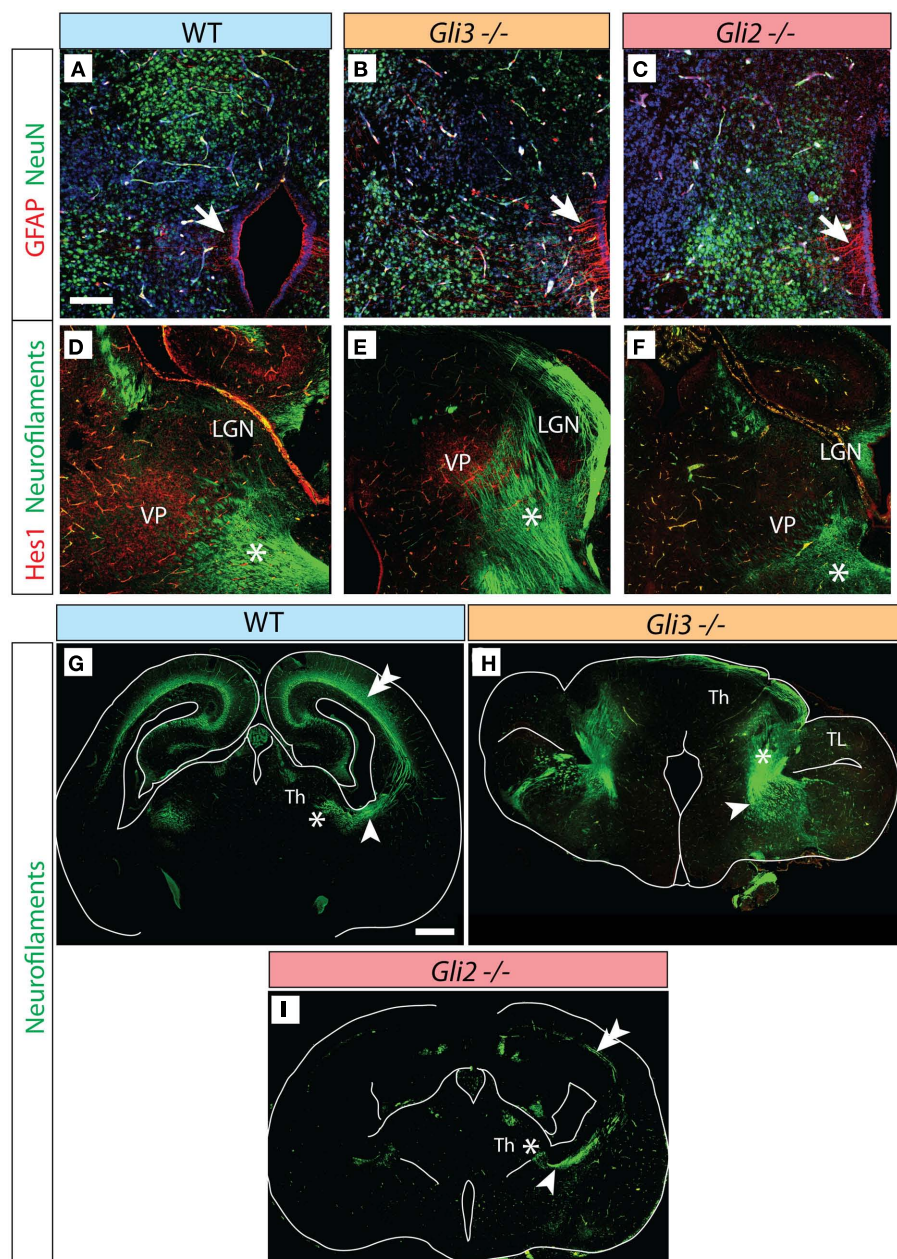 WT
Gli3 -/-
Gli2 -/-
GFAP NeuN
A
B
C
Hes1 Neurofilaments
D
LGN
VP
*
E
LGN
VP
*
F
LGN
VP
*
WT
Gli3 -/-
Neurofilaments
G
Th
*
H
Th
TL
*
Gli2 -/-
I
Th
*